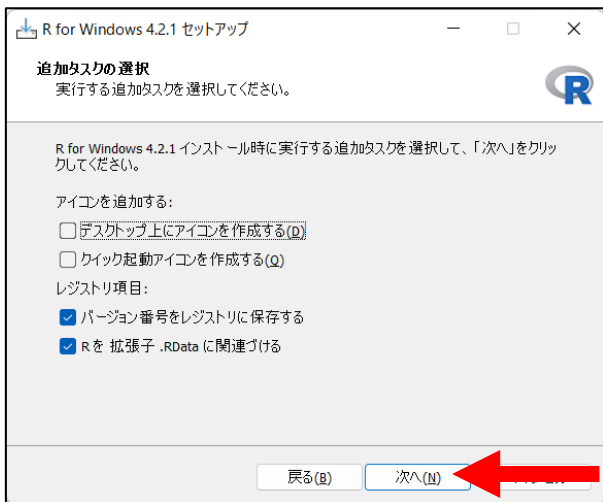 R for Windows 4.2.1 セットアップ
追加タスクの選択
実行する追加タスクを選択してください。
R
R for Windows 4.2.1 インストール時に実行する追加タスクを選択して、「次へ」をクリッ
クしてください。
アイコンを追加する:
デスクトップ上にアイコンを作成する(D)
クイック起動アイコンを作成する(Q)
レジストリ項目:
バージョン番号をレジストリに保存する
R を 拡張子 .RData に関連づける
戻る(B) 次へ(N)